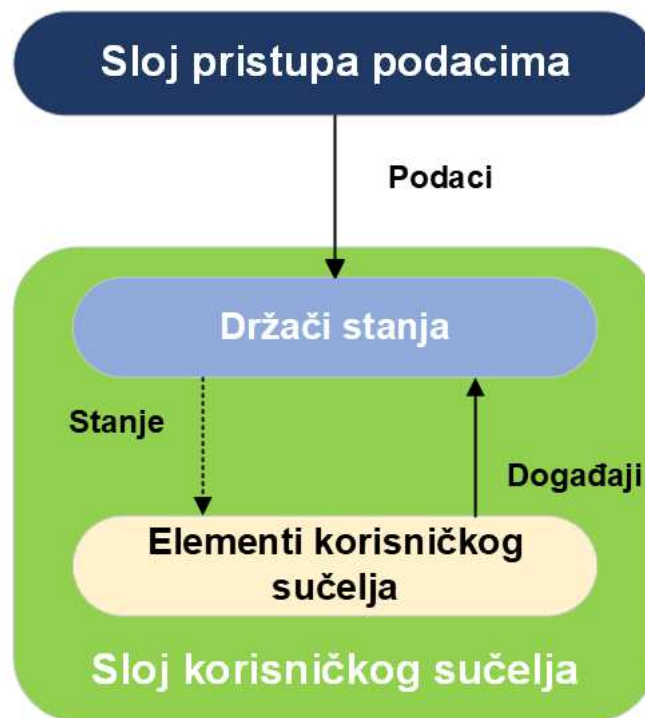 Sloj pristupa podacima
Podaci
Držači stanja
Stanje
Događaji
Elementi korisničkog
sučelja
Sloj korisničkog sučelja